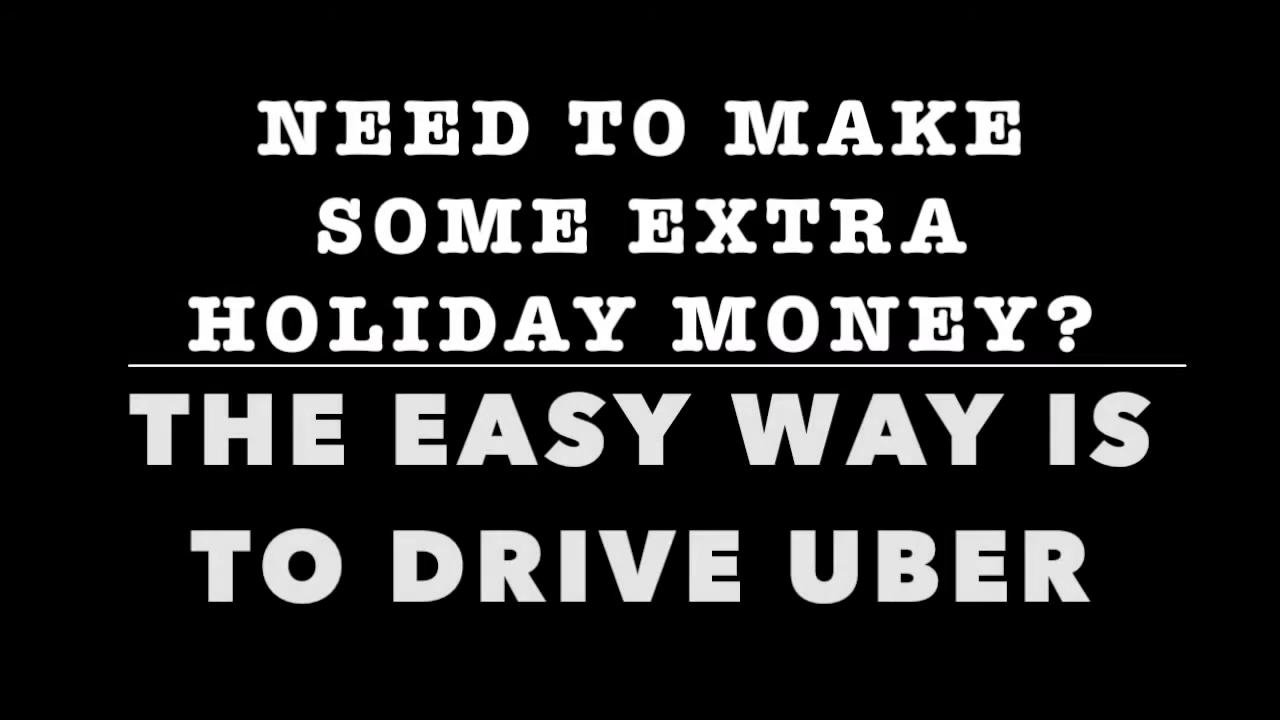 NEED TO MAKE
SOME EXTRA
HOLIDAY MONEY?
THE EASY WAY IS
TO DRIVE UBER